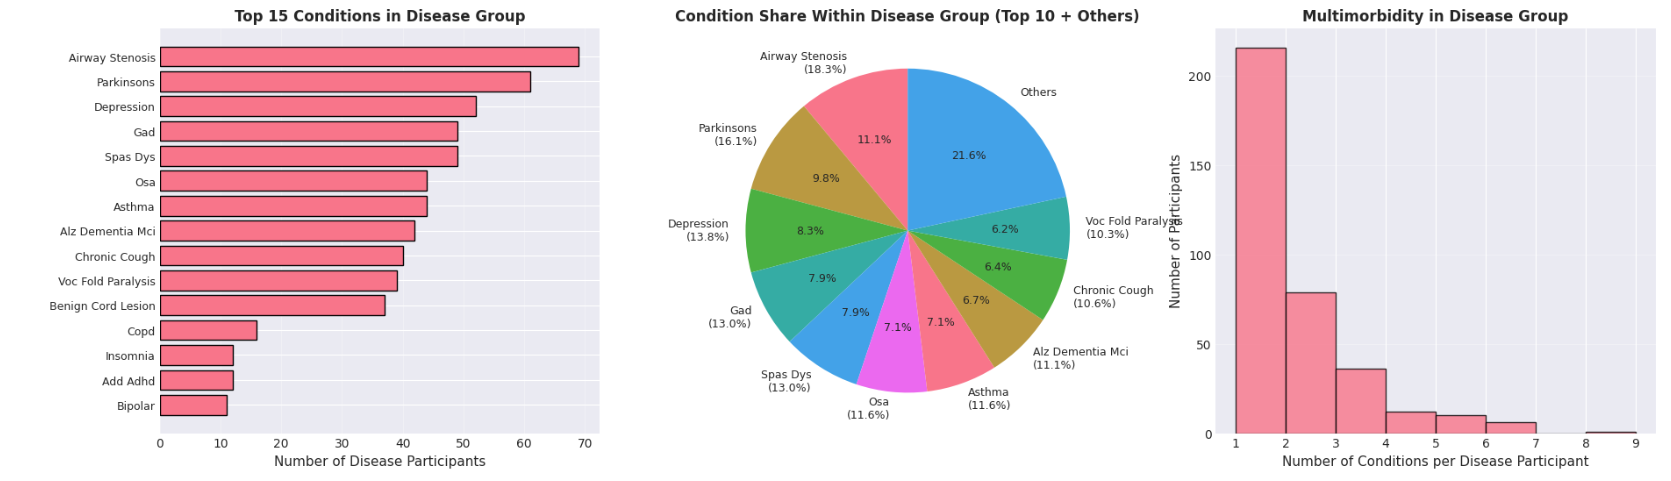 Top 15 Conditions in Disease Group
Airway Stenosis
Parkinsons
Depression
Gad
Spas Dys
Osa
Asthma
Alz Dementia Mci
Chronic Cough
Voc Fold Paralysis
Benign Cord Lesion
Copd
Insomnia
Add Adhd
Bipolar
0 10 20 30 40 50 60 70
Number of Disease Participants
Condition Share Within Disease Group (Top 10 + Others)
Airway Stenosis
(18.3%)
11.1%
Parkinsons
(16.1%)
9.8%
Depression
(13.8%)
8.3%
Gad
(13.0%)
7.9%
Spas Dys
(13.0%)
7.9%
Osa
(11.6%)
7.1%
Asthma
(11.6%)
7.1%
Alz Dementia Mci
(11.1%)
6.7%
Chronic Cough
(10.6%)
6.4%
Voc Fold Paralysis
(10.3%)
6.2%
Others
21.6%
Multimorbidity in Disease Group
Number of Participants
200
150
100
50
0
1 2 3 4 5 6 7 8 9
Number of Conditions per Disease Participant